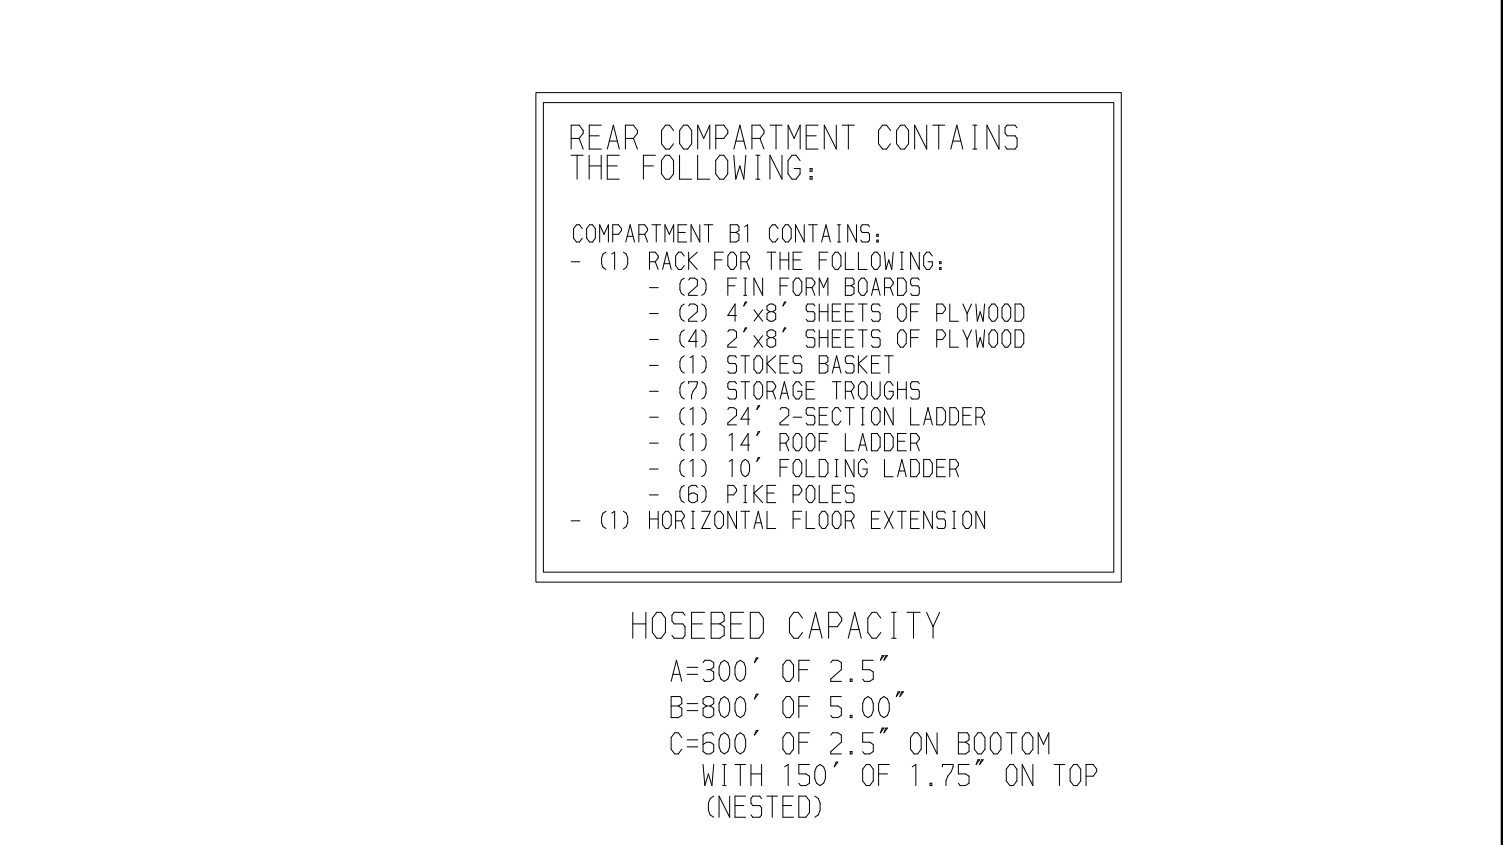 REAR COMPARTMENT CONTAINS
THE FOLLOWING:
COMPARTMENT B1 CONTAINS:
- (1) RACK FOR THE FOLLOWING:
- (2) FIN FORM BOARDS
- (2) 4'x8' SHEETS OF PLYWOOD
- (4) 2'x8' SHEETS OF PLYWOOD
- (1) STOKES BASKET
- (7) STORAGE TROUGHS
- (1) 24' 2-SECTION LADDER
- (1) 14' ROOF LADDER
- (1) 10' FOLDING LADDER
- (6) PIKE POLES
- (1) HORIZONTAL FLOOR EXTENSION
HOSEBED CAPACITY
A=300' OF 2.5"
B=800' OF 5.00"
C=600' OF 2.5" ON BOOTOM
WITH 150' OF 1.75" ON TOP
(NESTED)